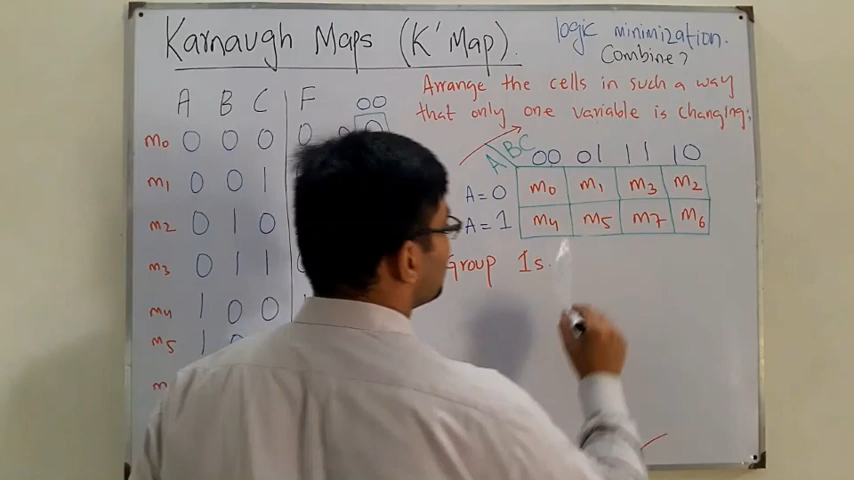 Karnaugh Maps (K' Map).
logic minimization.
Combine?
Arrange the cells in such a way
that only one variable is changing;
A B C F
m0 0 0 0 0
m1 0 0 1
m2 0 1 0
m3 0 1 1
m4 1 0 0
m5 1
00
0
A BC 00 01 11 10
A=0 m0 m1 m3 m2
A=1 m4 m5 m7 m6
Group 1s.